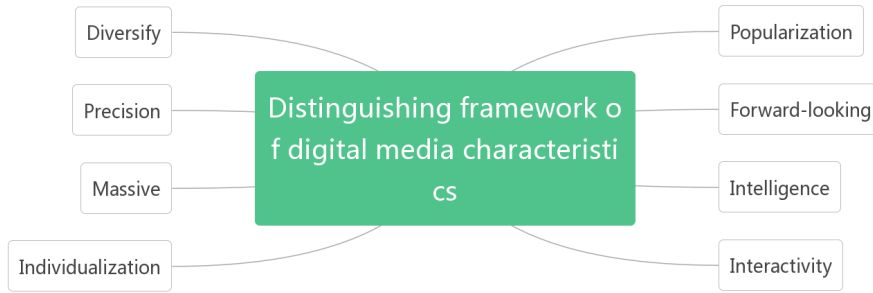 Diversify
Precision
Massive
Individualization
Distinguishing framework o
f digital media characteristi
cs
Popularization
Forward-looking
Intelligence
Interactivity